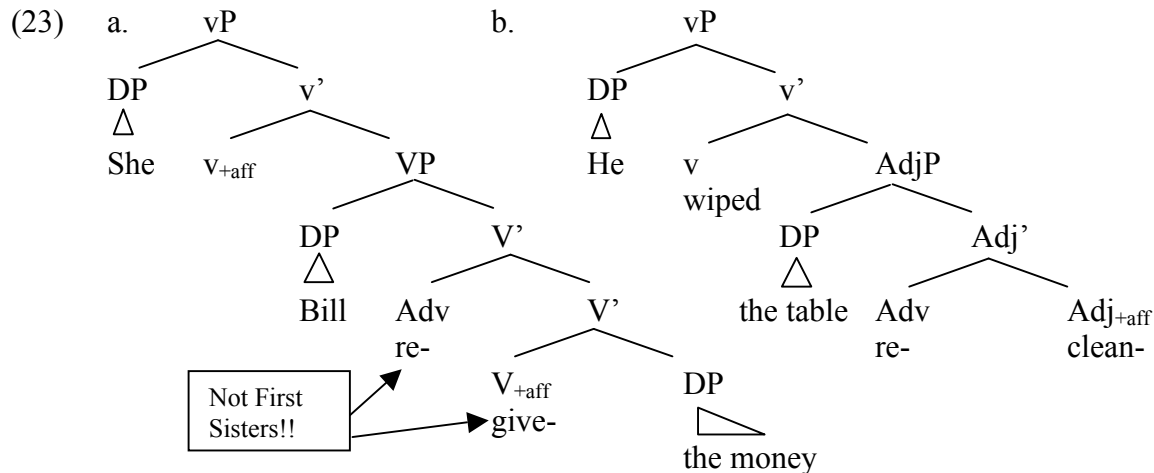 (23) a. vP b. vP
DP v’ DP v’
She v+aff VP He v AdjP
wiped
DP V’ DP Adj’
Bill Adv V’ the table Adv Adj+aff
re- re- clean-
Not First V+aff DP
Sisters!! give-
the money